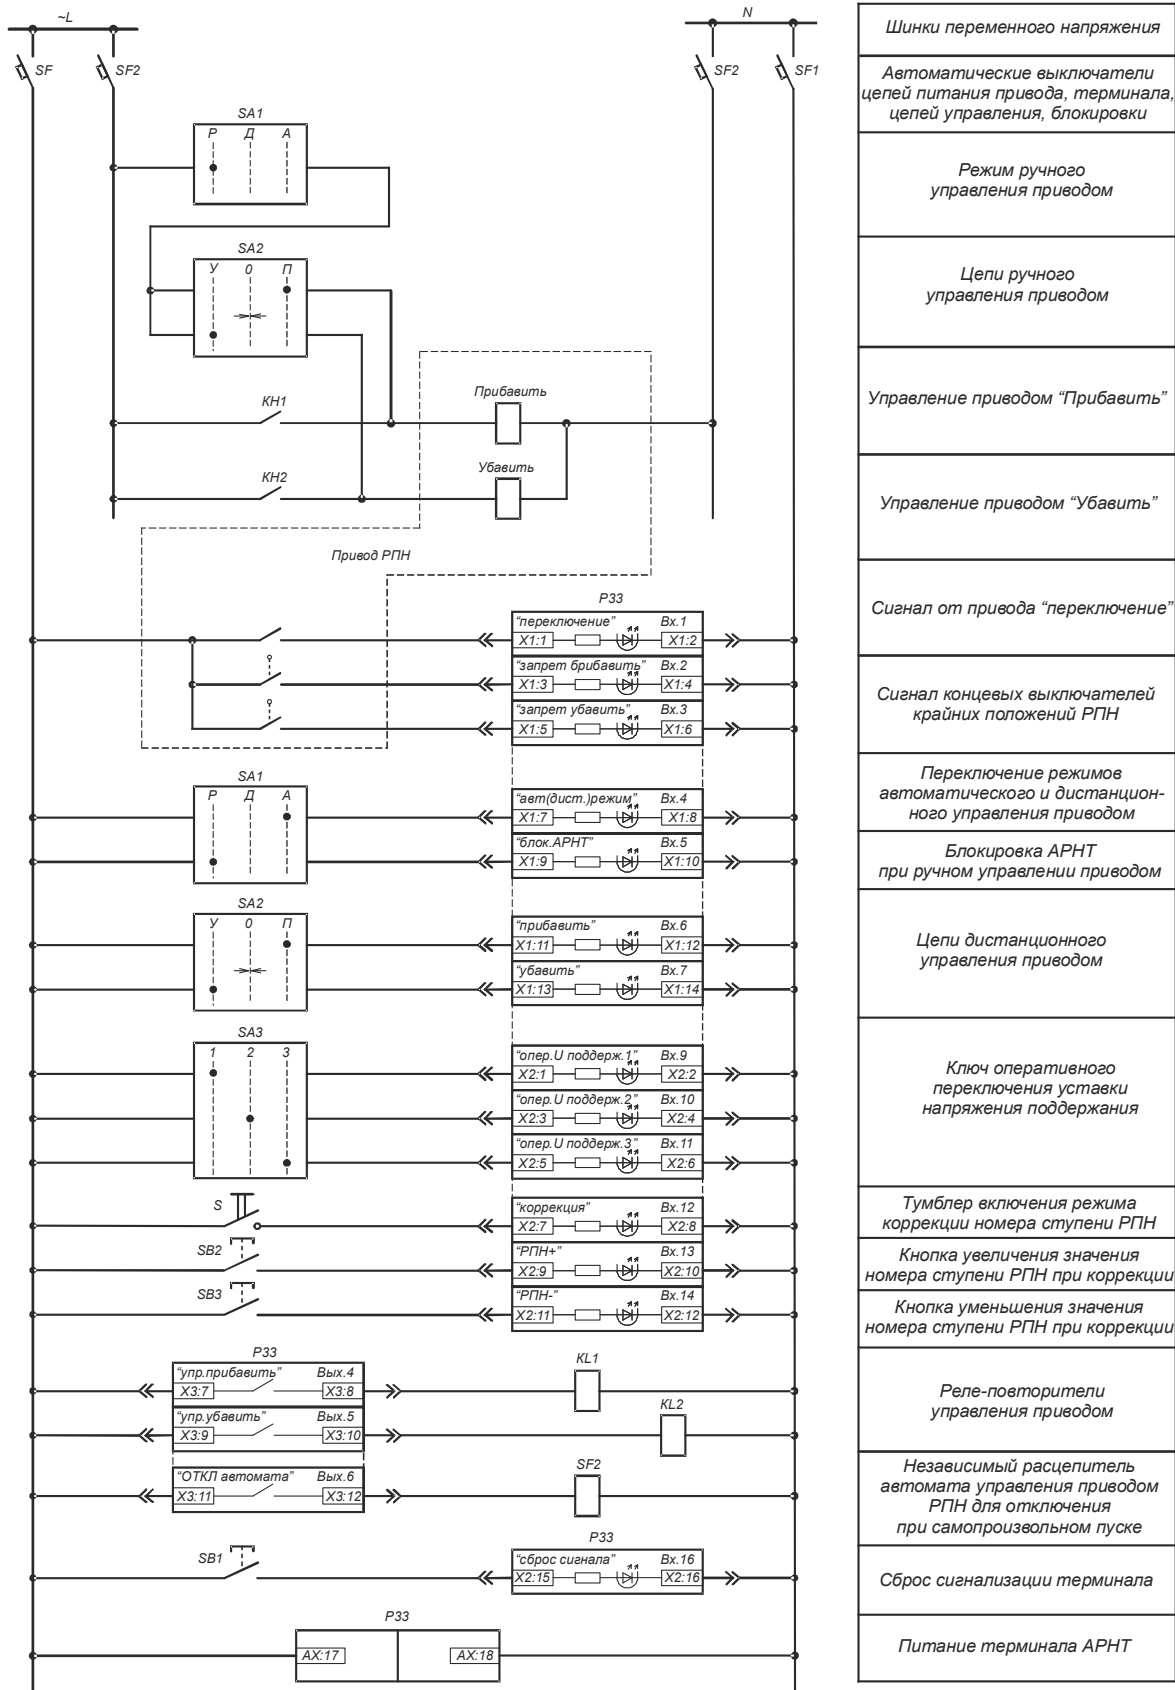 ~L
N
Шинки переменного напряжения
SF
SF2
SF2
SF1
Автоматические выключатели
цепей питания привода, терминала,
цепей управления, блокировки
SA1
Р Д А
Режим ручного
управления приводом
SA2
У 0 П
Цепи ручного
управления приводом
Прибавить
КН1
Управление приводом “Прибавить”
Убавить
КН2
Управление приводом “Убавить”
Привод РПН
Р33
“переключение” Вх.1
X1:1 X1:2
Сигнал от привода “переключение”
“запрет брибавить” Вх.2
X1:3 X1:4
“запрет убавить” Вх.3
X1:5 X1:6
Сигнал концевых выключателей
крайних положений РПН
SA1
Р Д А
“авт(дист.)режим” Вх.4
X1:7 X1:8
Переключение режимов
автоматического и дистанцион-
ного управления приводом
“блок.АРНТ” Вх.5
X1:9 X1:10
Блокировка АРНТ
при ручном управлении приводом
SA2
У 0 П
“прибавить” Вх.6
X1:11 X1:12
“убавить” Вх.7
X1:13 X1:14
Цепи дистанционного
управления приводом
SA3
1 2 3
“опер.U поддерж.1” Вх.9
X2:1 X2:2
“опер.U поддерж.2” Вх.10
X2:3 X2:4
“опер.U поддерж.3” Вх.11
X2:5 X2:6
Ключ оперативного
переключения уставки
напряжения поддержания
S
“коррекция” Вх.12
X2:7 X2:8
Тумблер включения режима
коррекции номера ступени РПН
SB2
“РПН+” Вх.13
X2:9 X2:10
Кнопка увеличения значения
номера ступени РПН при коррекции
SB3
“РПН-” Вх.14
X2:11 X2:12
Кнопка уменьшения значения
номера ступени РПН при коррекции
Р33
“упр.прибавить” Вых.4
X3:7 X3:8
KL1
“упр.убавить” Вых.5
X3:9 X3:10
KL2
Реле-повторители
управления приводом
“ОТКЛ автомата” Вых.6
X3:11 X3:12
SF2
Независимый расцепитель
автомата управления приводом
РПН для отключения
при самопроизвольном пуске
SB1
Р33
“сброс сигнала” Вх.16
X2:15 X2:16
Сброс сигнализации терминала
Р33
AX:17 AX:18
Питание терминала АРНТ